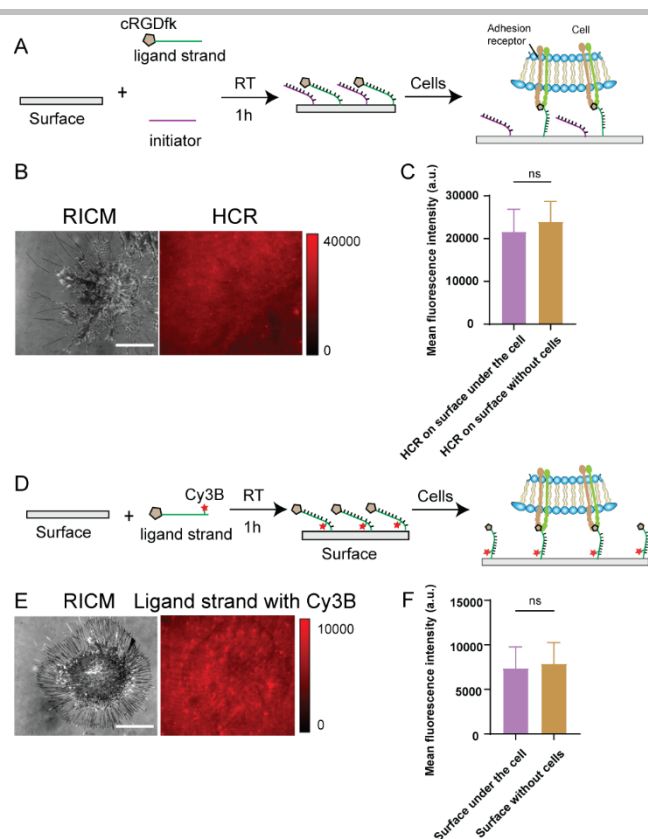 cRGDfk
A
ligand strand
Adhesion
receptor
Cell
+
Surface
initiator
RT
1h
Cells
B
RICM
HCR
40000
0
C
ns
Mean fluorescence intensity (a.u.)
30000
20000
10000
0
HCR on surface under the cell
HCR on surface without cells
D
Surface
+
Cy3B
ligand strand
RT
1h
Surface
Cells
E
RICM
Ligand strand with Cy3B
10000
0
F
ns
Mean fluorescence intensity (a.u.)
15000
10000
5000
0
Surface under the cell
Surface without cells